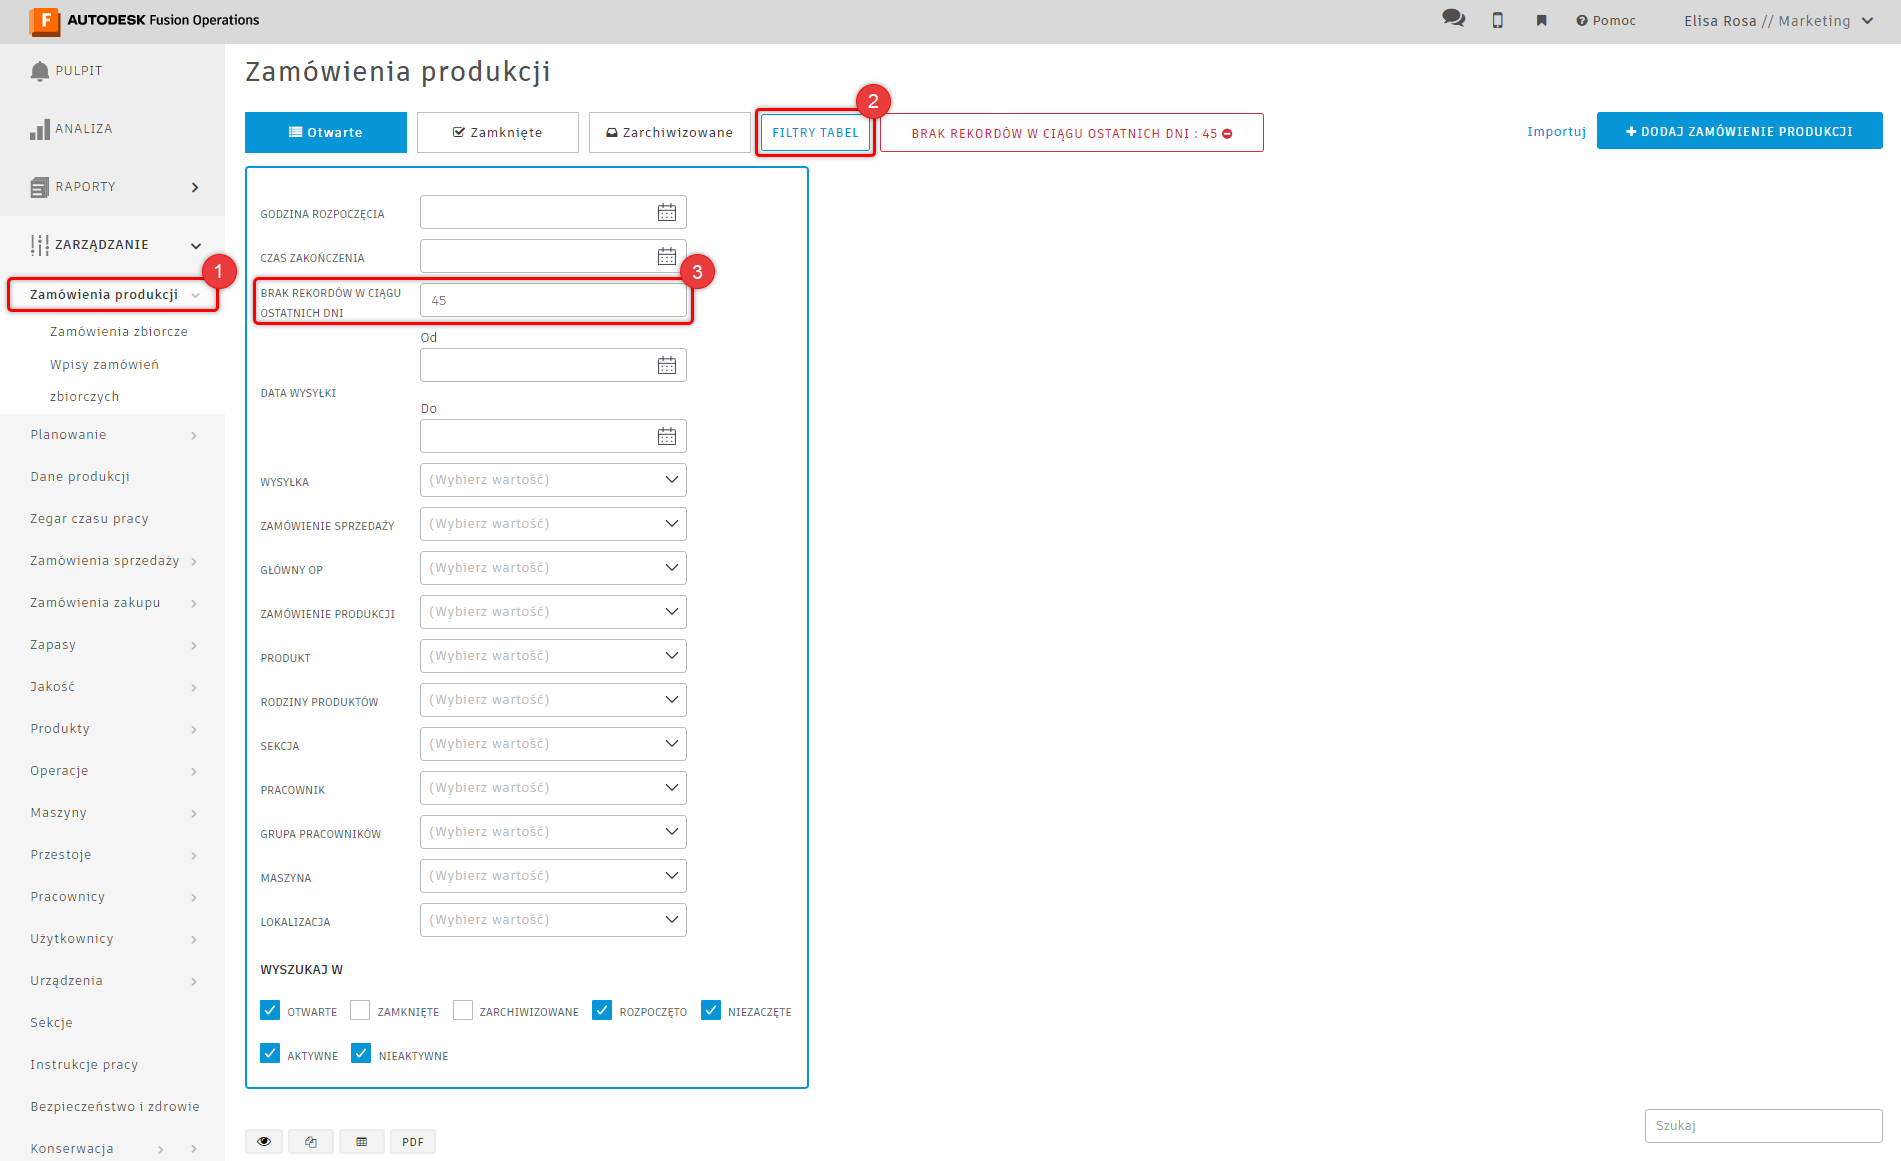 F AUTODESK Fusion Operations
Pomoc
Elisa Rosa // Marketing
PULPIT
ANALIZA
RAPORTY
ZARZĄDZANIE
1
Zamówienia produkcji
Zamówienia zbiorcze
Wpisy zamówień
zbiorczych
Planowanie
Dane produkcji
Zegar czasu pracy
Zamówienia sprzedaży
Zamówienia zakupu
Zapasy
Jakość
Produkty
Operacje
Maszyny
Przestoje
Pracownicy
Użytkownicy
Urządzenia
Sekcje
Instrukcje pracy
Bezpieczeństwo i zdrowie
Konserwacja
Zamówienia produkcji
Otwarte
Zamknięte
Zarchiwizowane
FILTRY TABEL
2
BRAK REKORDÓW W CIĄGU OSTATNICH DNI : 45
Importuj
+ DODAJ ZAMÓWIENIE PRODUKCJI
GODZINA ROZPOCZĘCIA
CZAS ZAKOŃCZENIA
3
BRAK REKORDÓW W CIĄGU
OSTATNICH DNI
45
Od
DATA WYSYŁKI
Do
WYSYŁKA (Wybierz wartość)
ZAMÓWIENIE SPRZEDAŻY (Wybierz wartość)
GŁÓWNY OP (Wybierz wartość)
ZAMÓWIENIE PRODUKCJI (Wybierz wartość)
PRODUKT (Wybierz wartość)
RODZINY PRODUKTÓW (Wybierz wartość)
SEKCJA (Wybierz wartość)
PRACOWNIK (Wybierz wartość)
GRUPA PRACOWNIKÓW (Wybierz wartość)
MASZYNA (Wybierz wartość)
LOKALIZACJA (Wybierz wartość)
WYSZUKAJ W
OTWARTE ZAMKNIĘTE ZARCHIWIZOWANE ROZPOCZĘTO NIEZACZĘTE
AKTYWNE NIEAKTYWNE
PDF
Szukaj